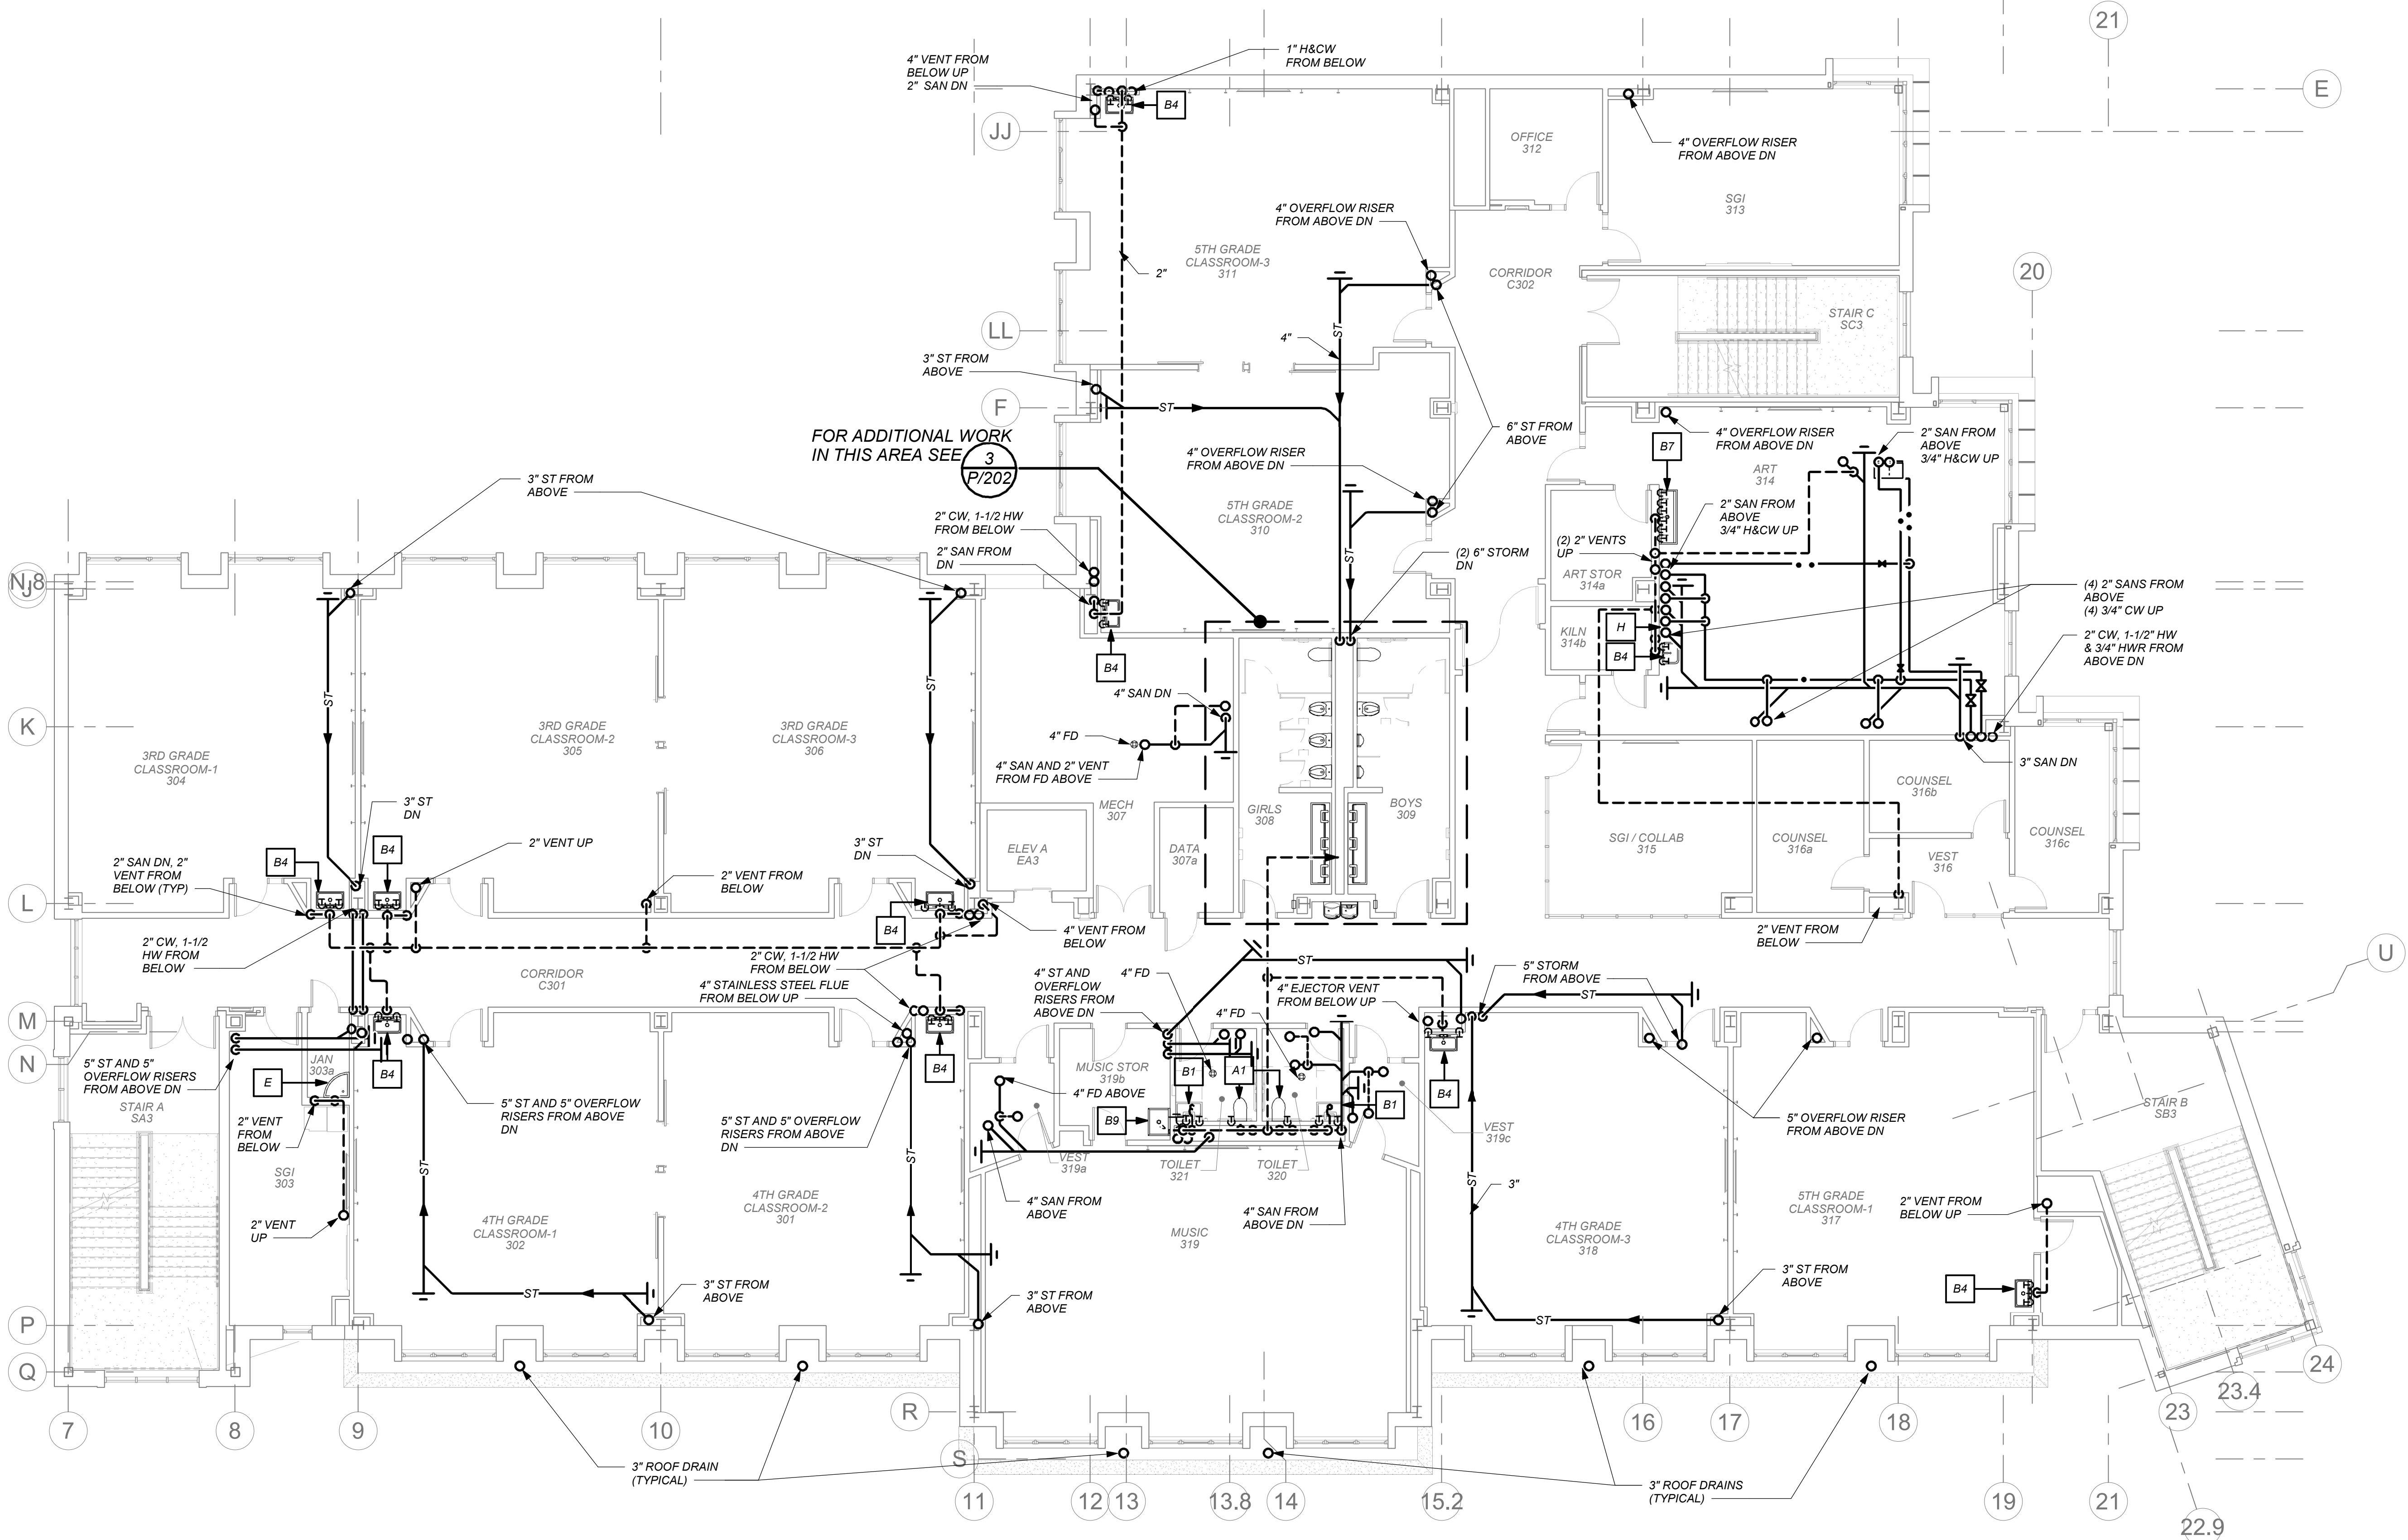 21
E
4" VENT FROM
BELOW UP
2" SAN DN
1" H&CW
FROM BELOW
B4
JJ
OFFICE
312
4" OVERFLOW RISER
FROM ABOVE DN
SGI
313
4" OVERFLOW RISER
FROM ABOVE DN
5TH GRADE
CLASSROOM-3
311
2"
CORRIDOR
C302
20
STAIR C
SC3
LL
ST
4"
3" ST FROM
ABOVE
F
ST
6" ST FROM
ABOVE
4" OVERFLOW RISER
FROM ABOVE DN
2" SAN FROM
ABOVE
3/4" H&CW UP
B7
FOR ADDITIONAL WORK
IN THIS AREA SEE
3
P/202
4" OVERFLOW RISER
FROM ABOVE DN
ART
314
3" ST FROM
ABOVE
5TH GRADE
CLASSROOM-2
310
2" CW, 1-1/2 HW
FROM BELOW
2" SAN FROM
ABOVE
3/4" H&CW UP
2" SAN FROM
DN
ST
(2) 6" STORM
DN
(2) 2" VENTS
UP
ART STOR
314a
NJ8
(4) 2" SANS FROM
ABOVE
(4) 3/4" CW UP
KILN
314b
H
B4
2" CW, 1-1/2" HW
& 3/4" HWR FROM
ABOVE DN
B4
ST
ST
4" SAN DN
K
3RD GRADE
CLASSROOM-1
304
3RD GRADE
CLASSROOM-2
305
3RD GRADE
CLASSROOM-3
306
4" FD
4" SAN AND 2" VENT
FROM FD ABOVE
3" SAN DN
COUNSEL
316b
3" ST
DN
MECH
307
GIRLS
308
BOYS
309
SGI / COLLAB
315
COUNSEL
316a
COUNSEL
316c
VEST
316
2" SAN DN, 2"
VENT FROM
BELOW (TYP)
B4
B4
2" VENT UP
3" ST
DN
ELEV A
EA3
DATA
307a
2" VENT FROM
BELOW
L
B4
4" VENT FROM
BELOW
2" VENT FROM
BELOW
2" CW, 1-1/2
HW FROM
BELOW
CORRIDOR
C301
2" CW, 1-1/2 HW
FROM BELOW
4" STAINLESS STEEL FLUE
FROM BELOW UP
4" ST AND
OVERFLOW
RISERS FROM
ABOVE DN
4" FD
ST
4" EJECTOR VENT
FROM BELOW UP
5" STORM
FROM ABOVE
ST
U
M
4" FD
N
5" ST AND 5"
OVERFLOW RISERS
FROM ABOVE DN
JAN
303a
E
B4
B4
MUSIC STOR
319b
B1
A1
B1
B4
4" FD ABOVE
B9
STAIR A
SA3
5" ST AND 5" OVERFLOW
RISERS FROM ABOVE
DN
5" ST AND 5" OVERFLOW
RISERS FROM ABOVE
DN
5" OVERFLOW RISER
FROM ABOVE DN
STAIR B
SB3
2" VENT
FROM
BELOW
VEST
319c
SGI
303
ST
ST
VEST
319a
TOILET
321
TOILET
320
ST
3"
4" SAN FROM
ABOVE
4" SAN FROM
ABOVE DN
5TH GRADE
CLASSROOM-1
317
2" VENT FROM
BELOW UP
2" VENT
UP
4TH GRADE
CLASSROOM-1
302
4TH GRADE
CLASSROOM-2
301
MUSIC
319
4TH GRADE
CLASSROOM-3
318
B4
3" ST FROM
ABOVE
3" ST FROM
ABOVE
3" ST FROM
ABOVE
ST
ST
P
Q
24
23.4
23
7
8
9
10
R
16
17
18
S
3" ROOF DRAIN
(TYPICAL)
3" ROOF DRAINS
(TYPICAL)
11
12
13
13.8
14
15.2
19
21
22.9